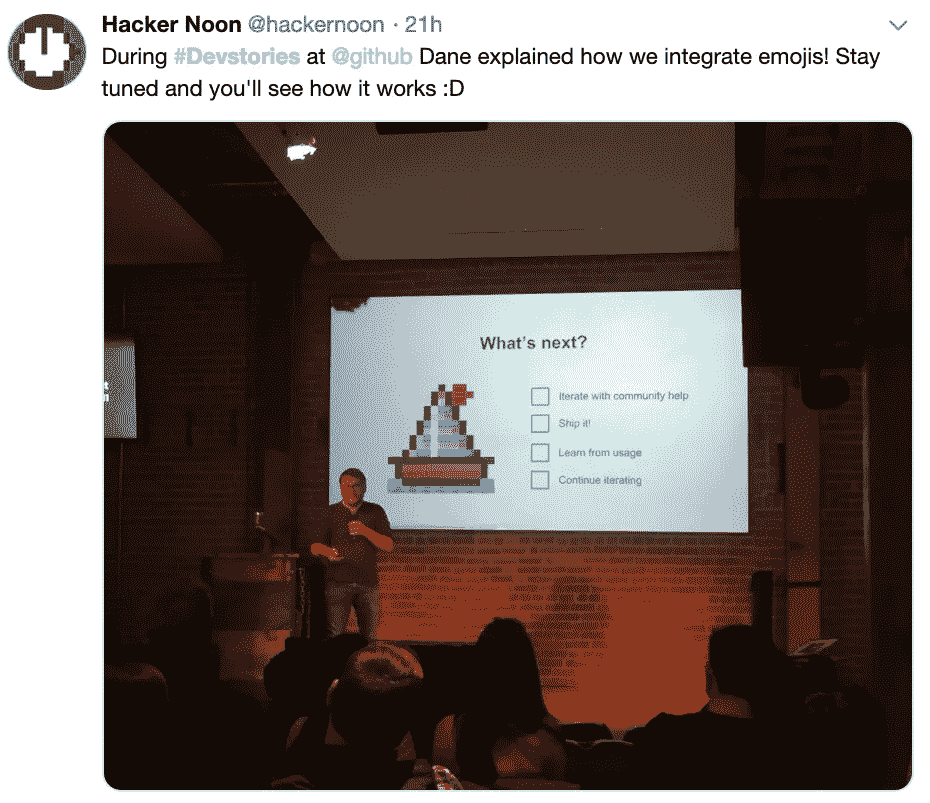 Hacker Noon @hackernoon · 21h
During #Devstories at @github Dane explained how we integrate emojis! Stay
tuned and you'll see how it works :D
What's next?
Iterate with community help
Ship it!
Learn from usage
Continue iterating